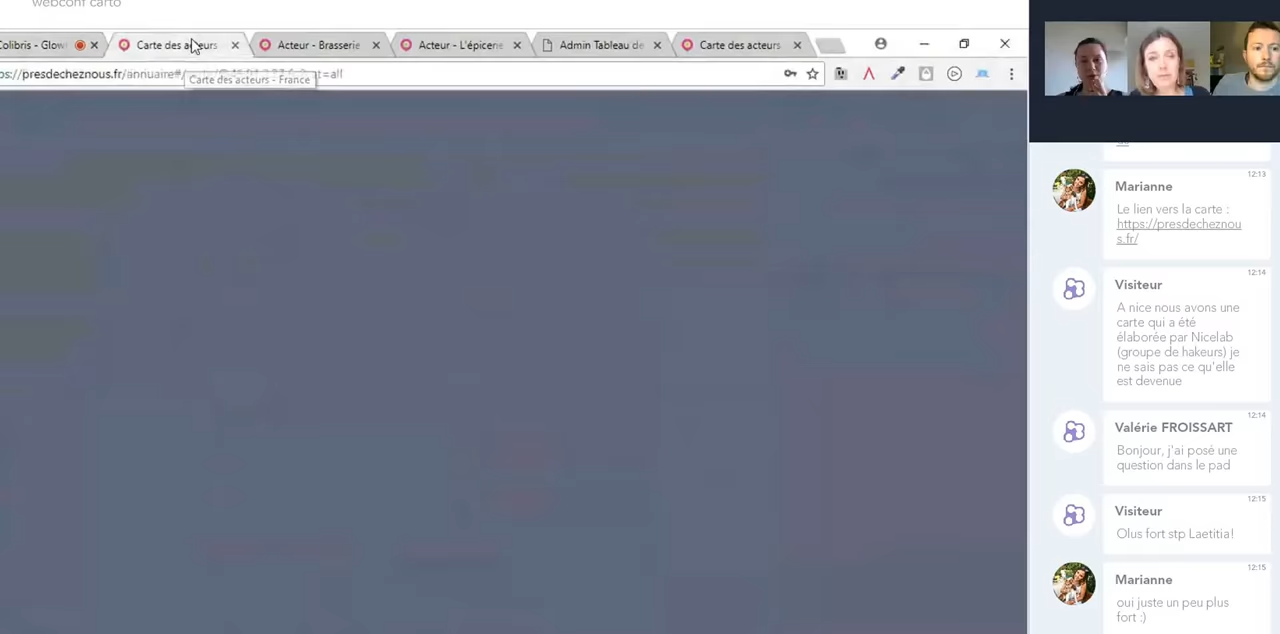 webconf carto
Colibris - Glow
Carte des acteurs
Acteur - Brasserie
Acteur - L'épicerie
Admin Tableau de
Carte des acteurs
presdecheznous.fr/annuaire#/
Carte des acteurs - France
12:13
Marianne
Le lien vers la carte :
https://presdecheznou
s.fr/
12:14
Visiteur
A nice nous avons une
carte qui a été
élaborée par Nicelab
(groupe de hakeurs) je
ne sais pas ce qu'elle
est devenue
12:14
Valérie FROISSART
Bonjour, j'ai posé une
question dans le pad
12:15
Visiteur
Olus fort stp Laetitia!
12:15
Marianne
oui juste un peu plus
fort :)